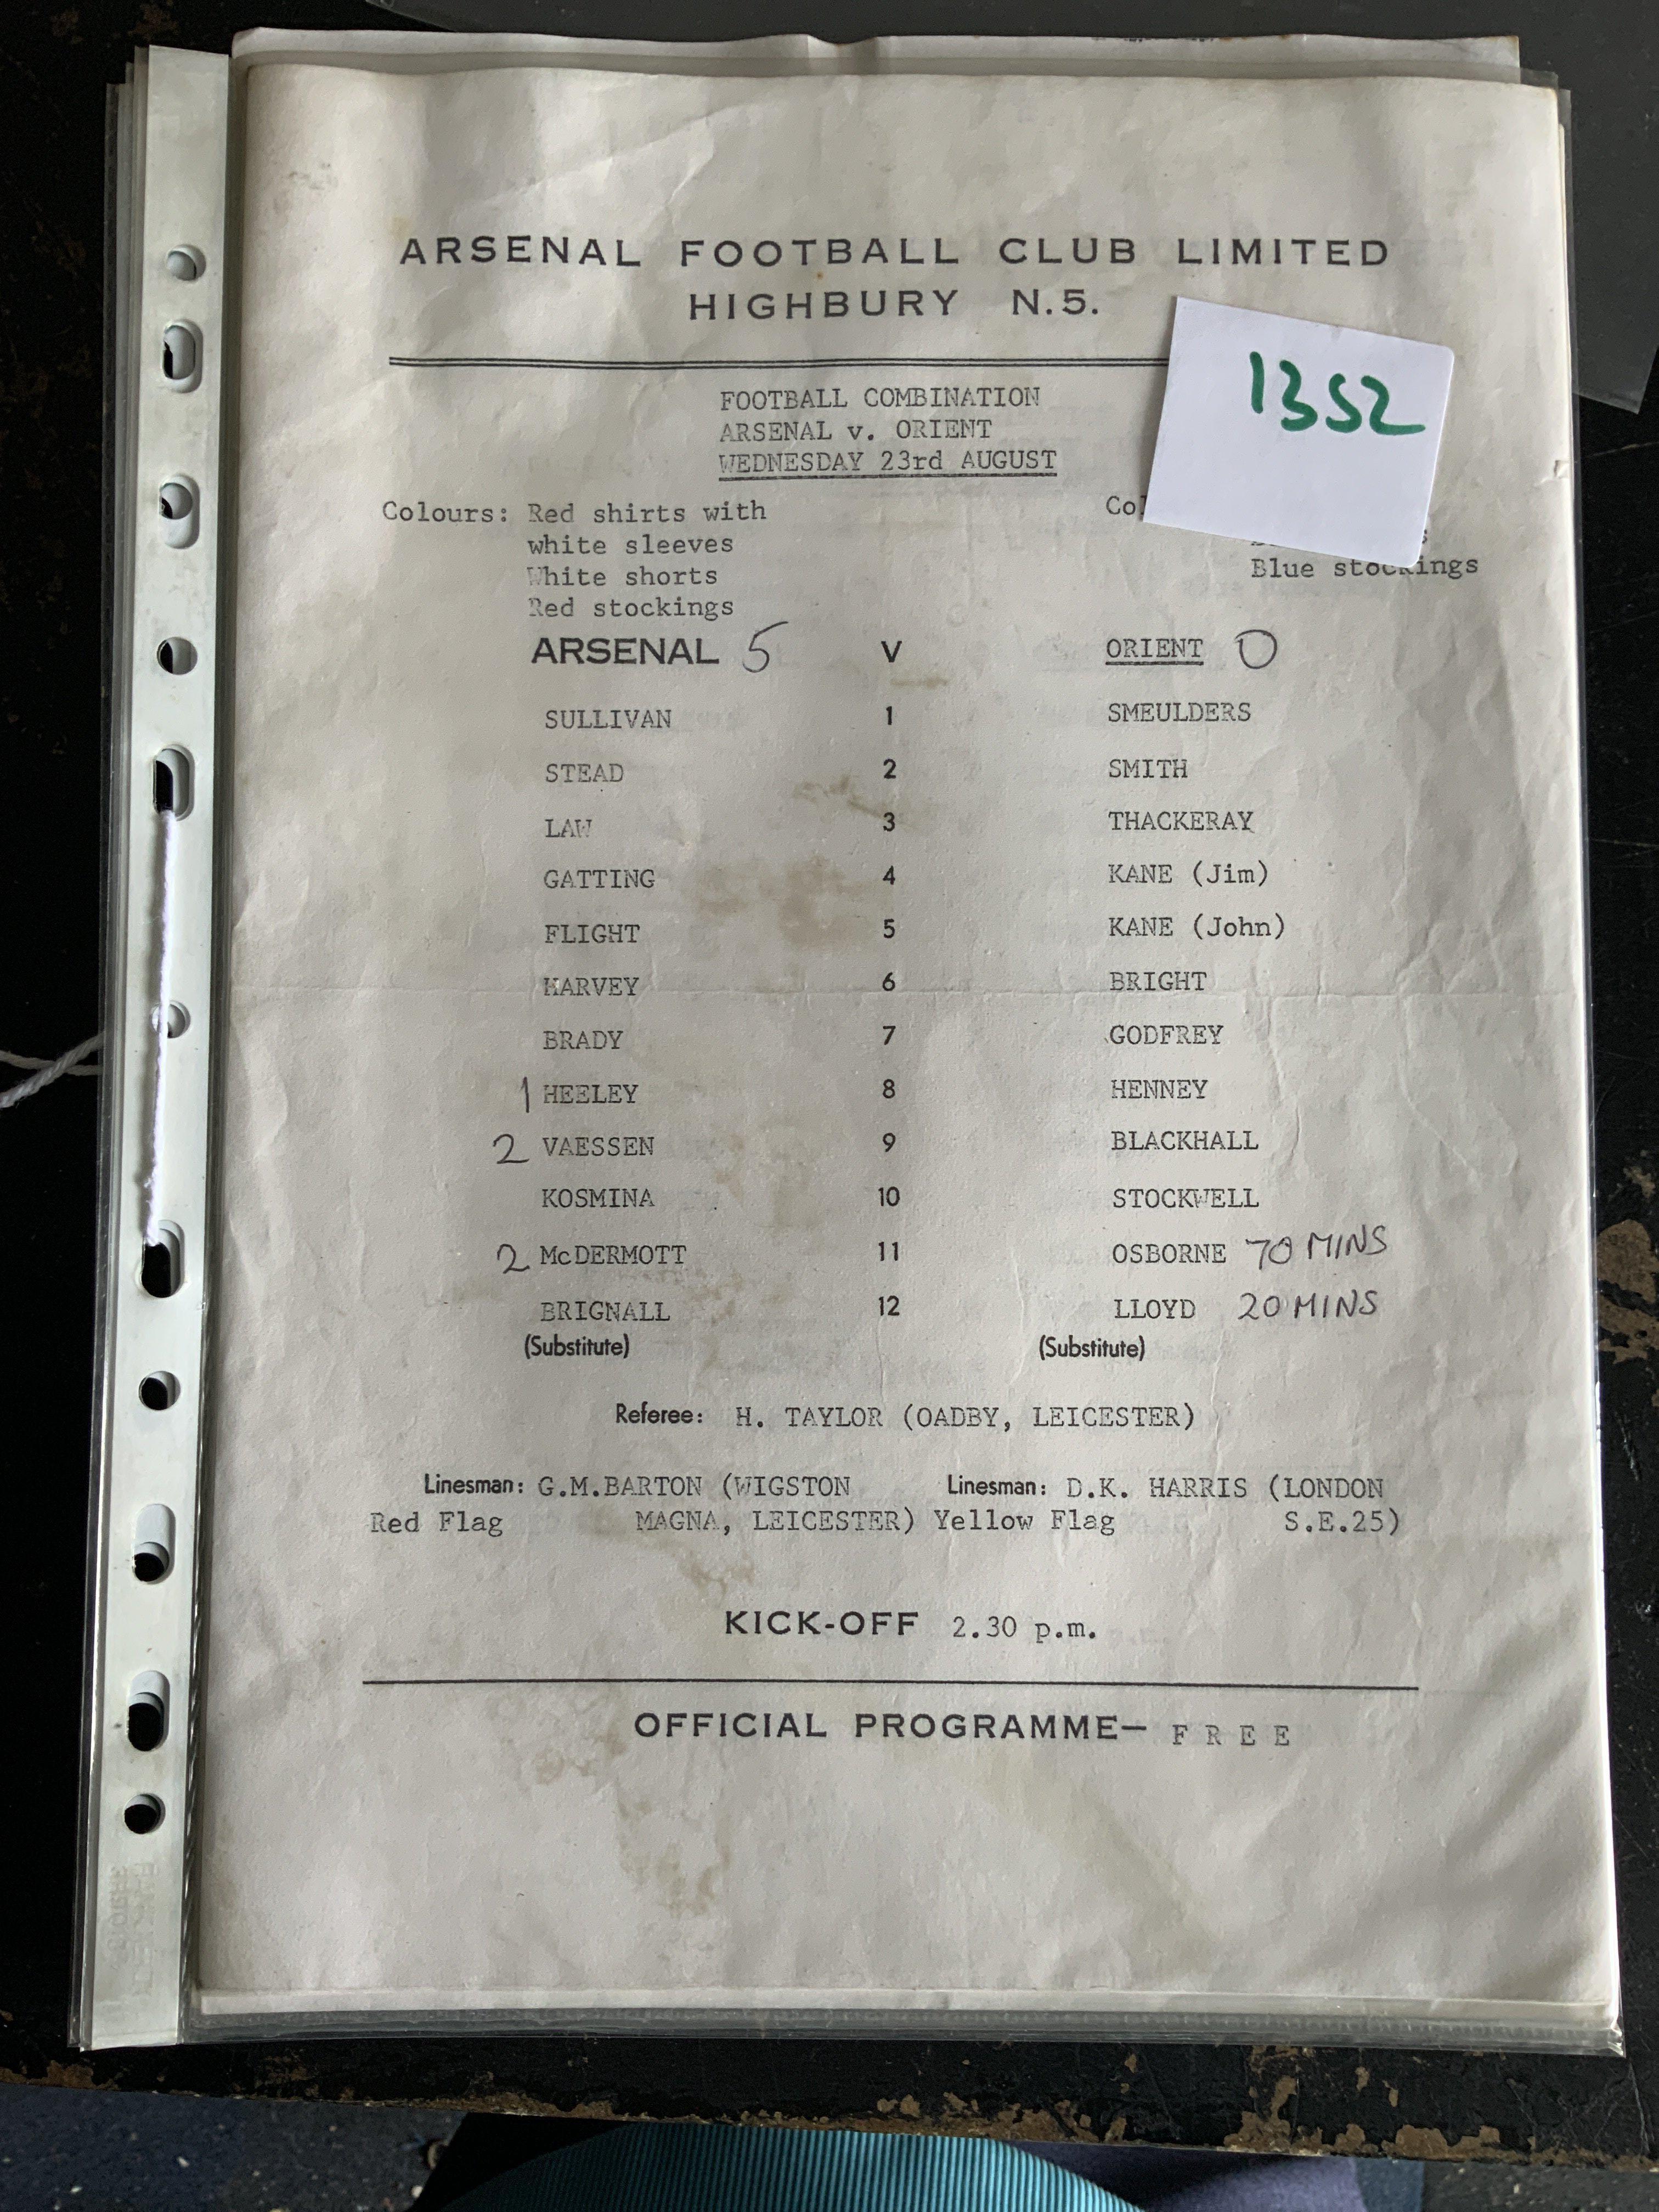 ARSENAL FOOTBALL CLUB LIMITED
HIGHBURY N.5.
1352
FOOTBALL COMBINATION
ARSENAL v. ORIENT
WEDNESDAY 23rd AUGUST
Colours: Red shirts with
white sleeves
White shorts
Red stockings
Blue stockings
ARSENAL 5 V ORIENT 0
SULLIVAN 1 SMEULDERS
STEAD 2 SMITH
LAW 3 THACKERAY
GATTING 4 KANE (Jim)
FLIGHT 5 KANE (John)
HARVEY 6 BRIGHT
BRADY 7 GODFREY
1 HEELEY 8 HENNEY
2 VAESSEN 9 BLACKHALL
KOSMINA 10 STOCKWELL
2 McDERMOTT 11 OSBORNE 70 MINS
BRIGNALL 12 LLOYD 20 MINS
(Substitute) (Substitute)
Referee: H. TAYLOR (OADBY, LEICESTER)
Linesman: G.M.BARTON (WIGSTON Linesman: D.K. HARRIS (LONDON
Red Flag MAGNA, LEICESTER) Yellow Flag S.E.25)
KICK-OFF 2.30 p.m.
OFFICIAL PROGRAMME— FREE